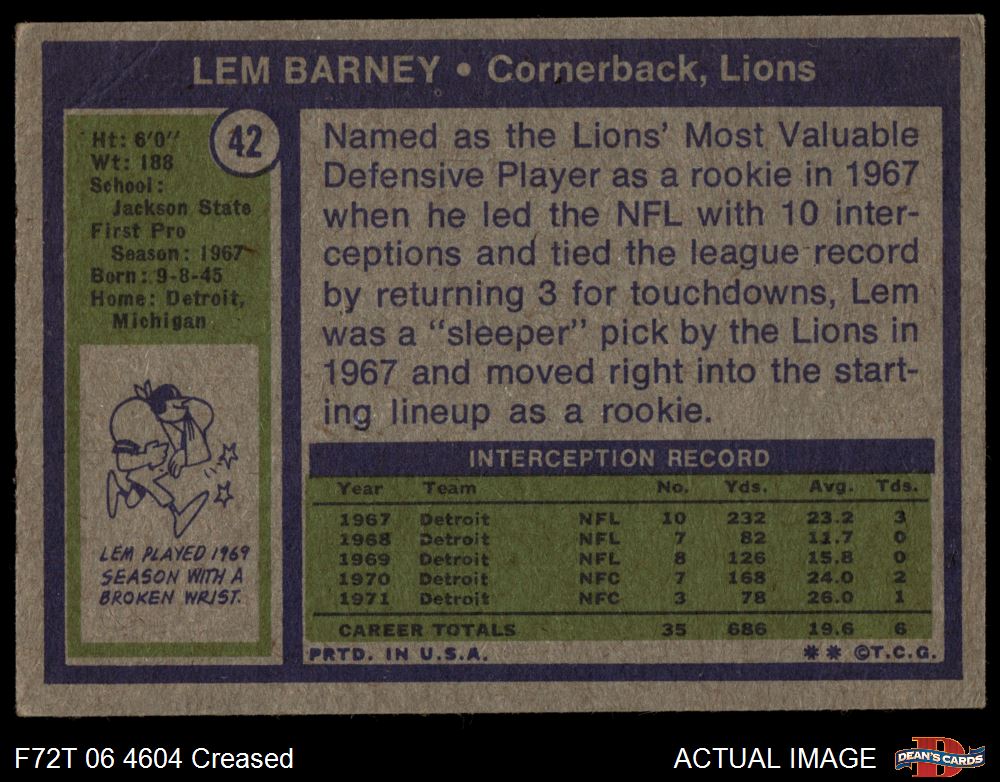 LEM BARNEY • Cornerback, Lions
42
Ht: 6'0"
Wt: 188
School:
Jackson State
First Pro
Season: 1967
Born: 9-8-45
Home: Detroit,
Michigan
LEM PLAYED 1969
SEASON WITH A
BROKEN WRIST.
Named as the Lions' Most Valuable
Defensive Player as a rookie in 1967
when he led the NFL with 10 inter-
ceptions and tied the league record
by returning 3 for touchdowns, Lem
was a "sleeper" pick by the Lions in
1967 and moved right into the start-
ing lineup as a rookie.
INTERCEPTION RECORD
Year Team No. Yds. Avg. Tds.
1967 Detroit NFL 10 232 23.2 3
1968 Detroit NFL 7 82 11.7 0
1969 Detroit NFL 8 126 15.8 0
1970 Detroit NFC 7 168 24.0 2
1971 Detroit NFC 3 78 26.0 1
CAREER TOTALS 35 686 19.6 6
PRTD. IN U.S.A. ** ©T.C.G.
F72T 06 4604 Creased ACTUAL IMAGE D DEAN'S CARDS